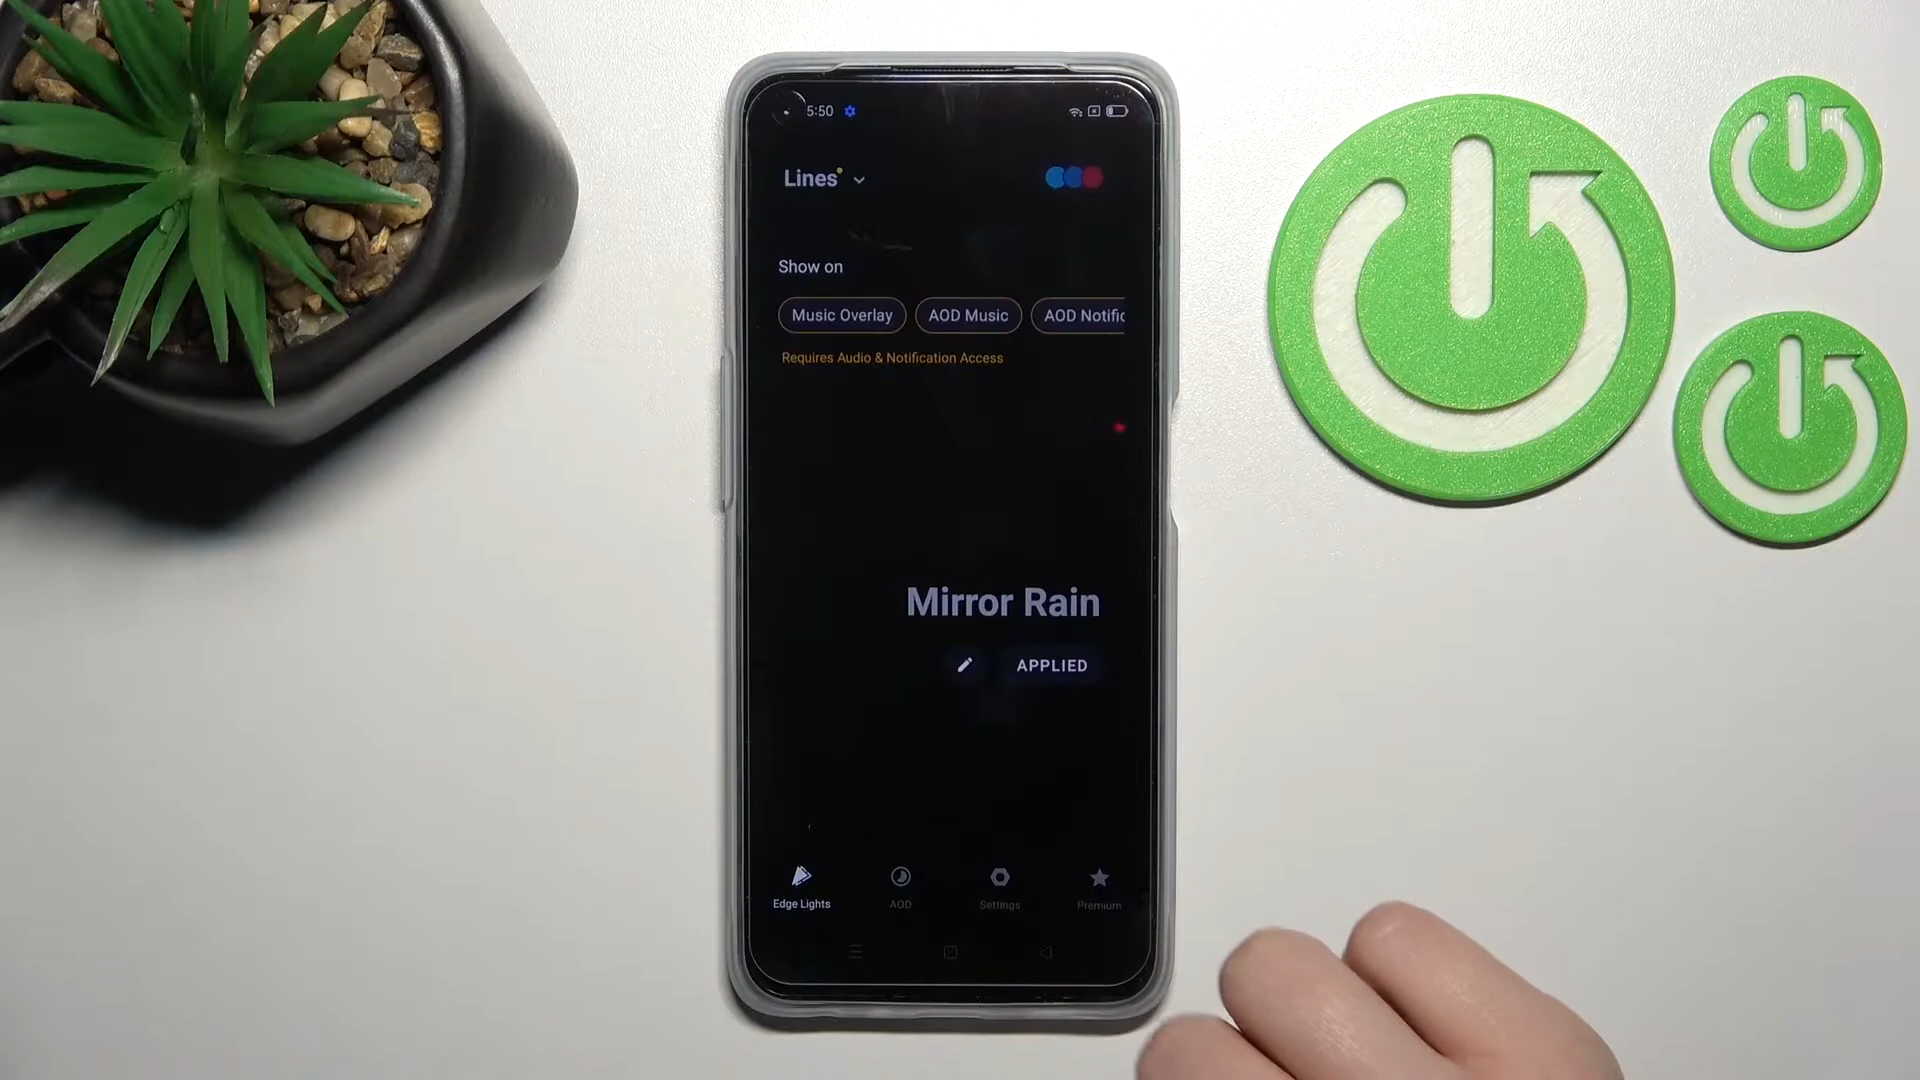 5:50
Lines
Show on
Music Overlay AOD Music AOD Notific
Requires Audio & Notification Access
Mirror Rain
APPLIED
Edge Lights AOD Settings Premium